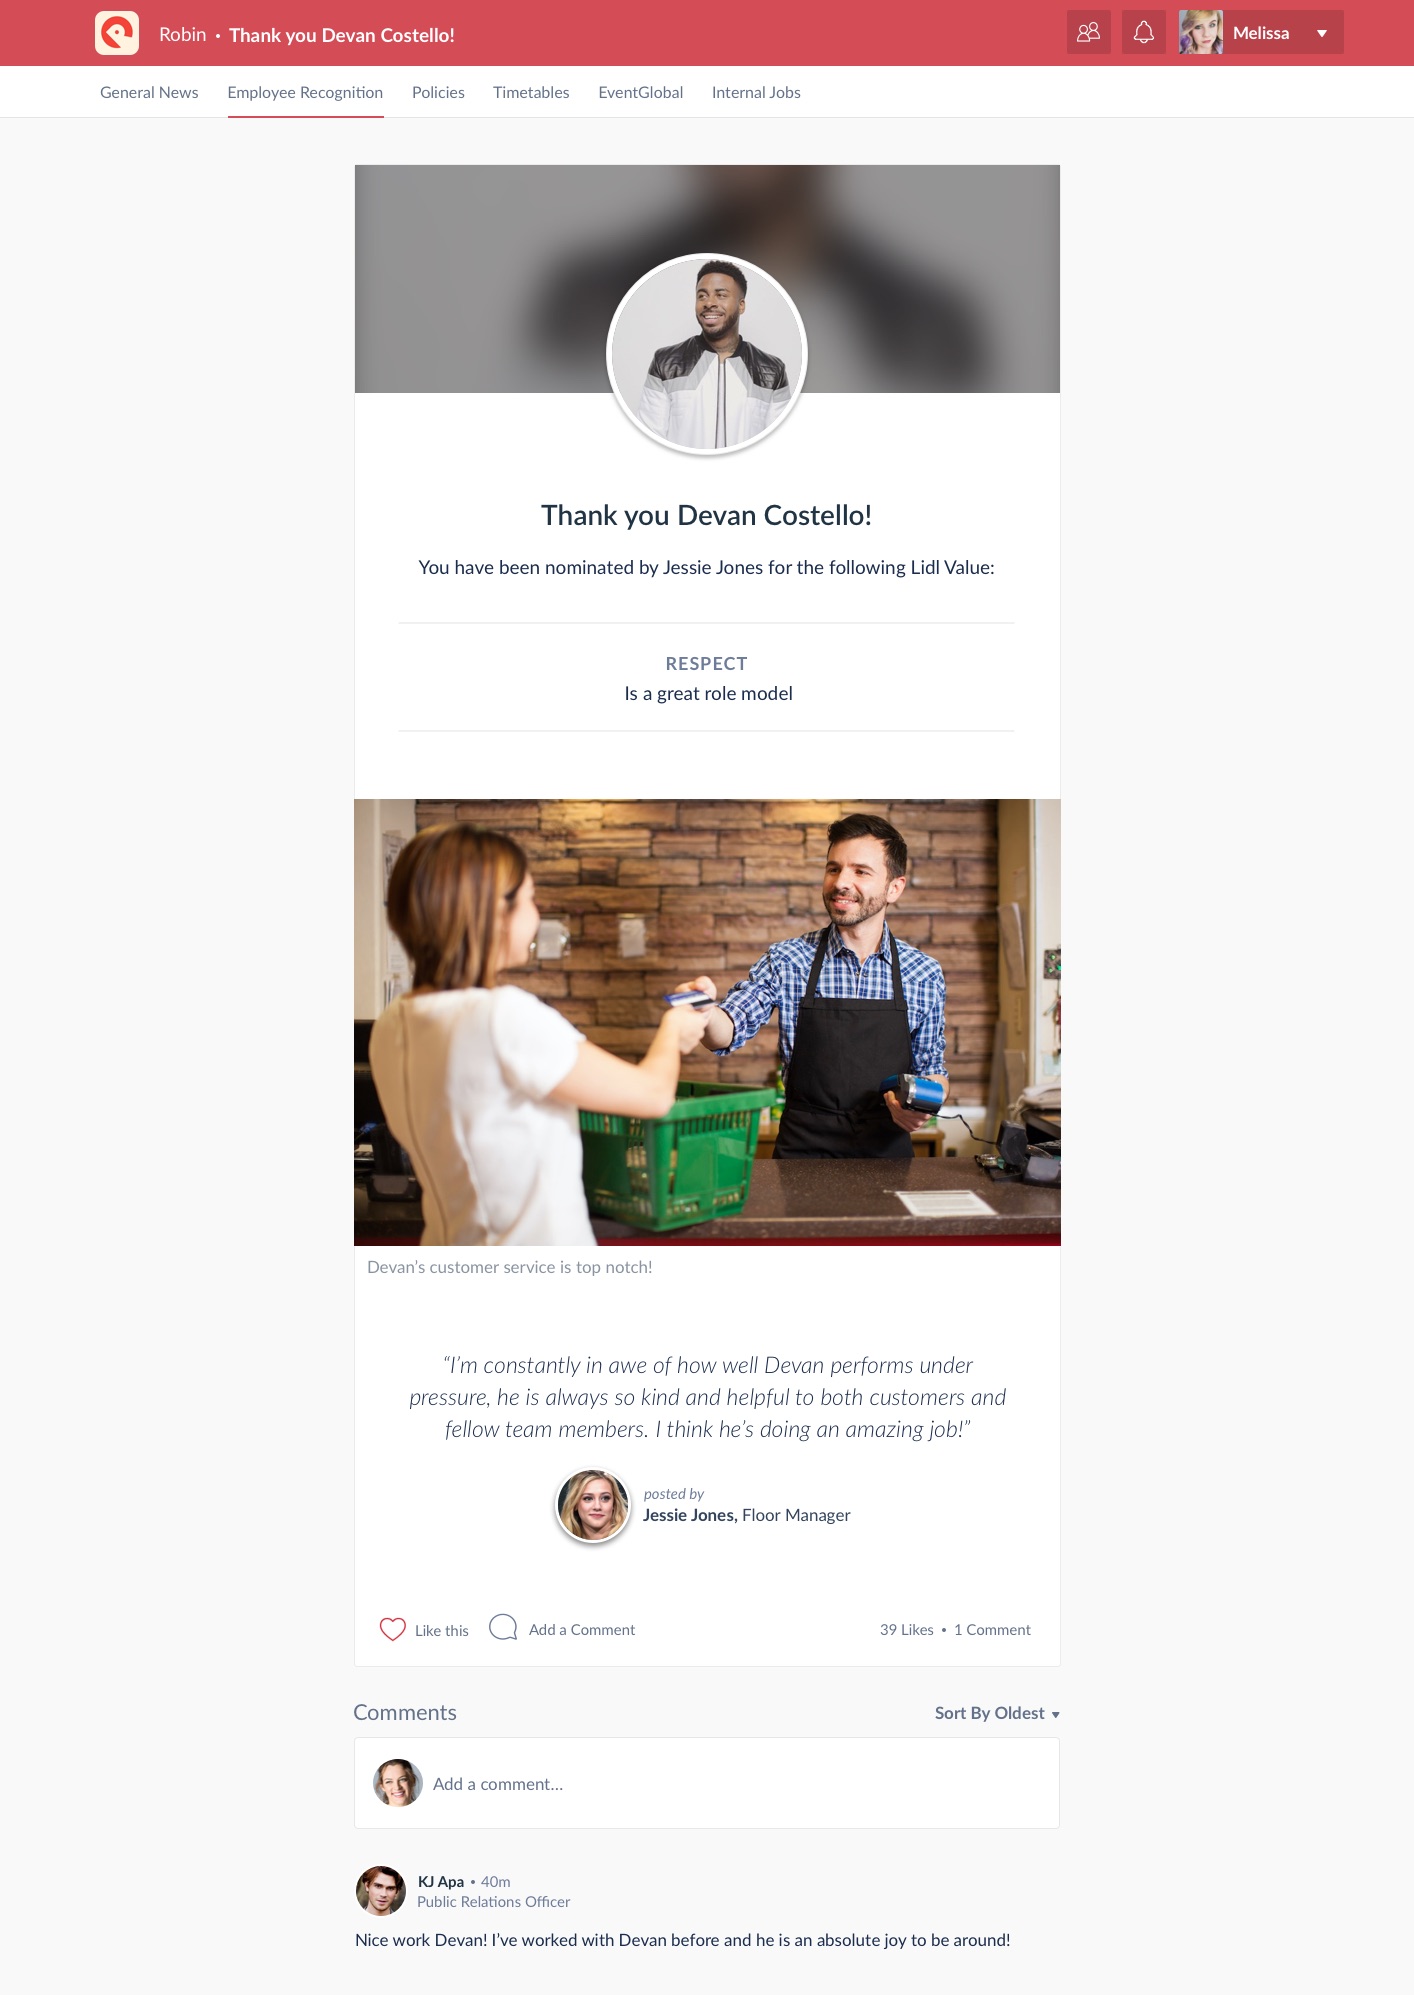 Robin • Thank you Devan Costello!
Melissa ▼
General News Employee Recognition Policies Timetables EventGlobal Internal Jobs
Thank you Devan Costello!
You have been nominated by Jessie Jones for the following Lidl Value:
RESPECT
Is a great role model
Devan’s customer service is top notch!
“I’m constantly in awe of how well Devan performs under
pressure, he is always so kind and helpful to both customers and
fellow team members. I think he’s doing an amazing job!”
posted by
Jessie Jones, Floor Manager
Like this Add a Comment 39 Likes • 1 Comment
Comments Sort By Oldest ▼
Add a comment...
KJ Apa • 40m
Public Relations Officer
Nice work Devan! I’ve worked with Devan before and he is an absolute joy to be around!